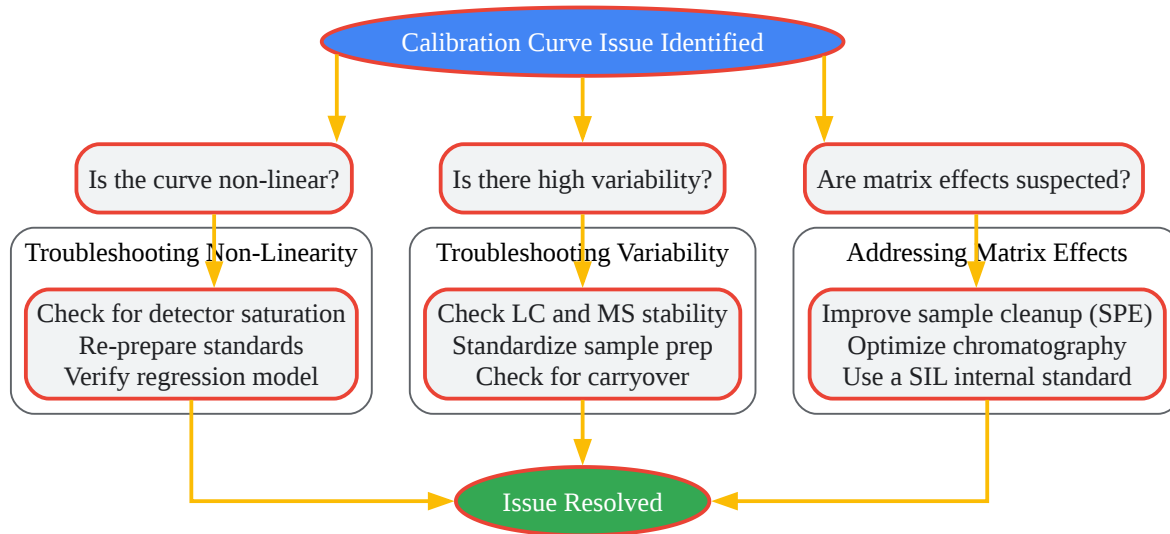 Calibration Curve Issue Identified
Is the curve non-linear?
Is there high variability?
Are matrix effects suspected?
Troubleshooting Non-Linearity
Troubleshooting Variability
Addressing Matrix Effects
Check for detector saturation
Re-prepare standards
Verify regression model
Check LC and MS stability
Standardize sample prep
Check for carryover
Improve sample cleanup (SPE)
Optimize chromatography
Use a SIL internal standard
Issue Resolved